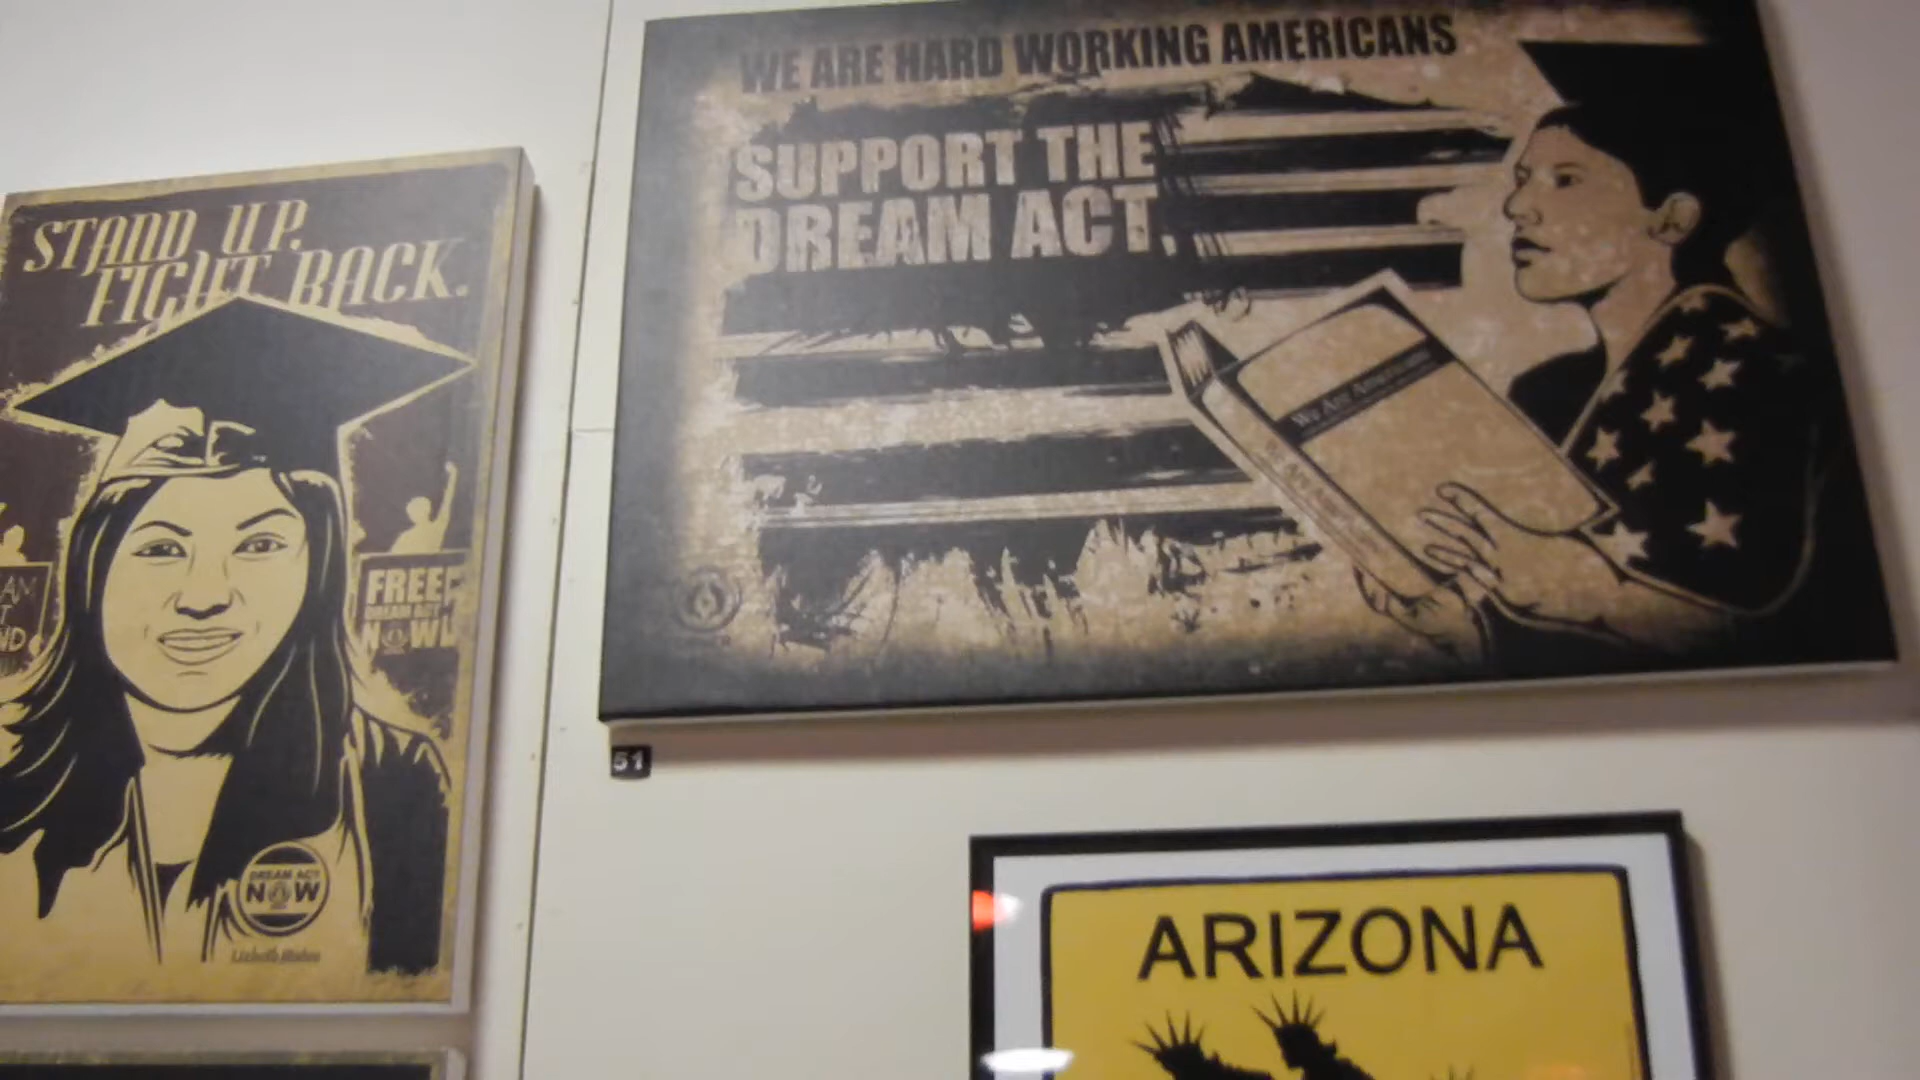 STAND UP.
FIGHT BACK.
FREE!
DREAM ACT
NOW!
DREAM ACT
NOW
WE ARE HARD WORKING AMERICANS
SUPPORT THE
DREAM ACT.
We Are Americans
51
ARIZONA